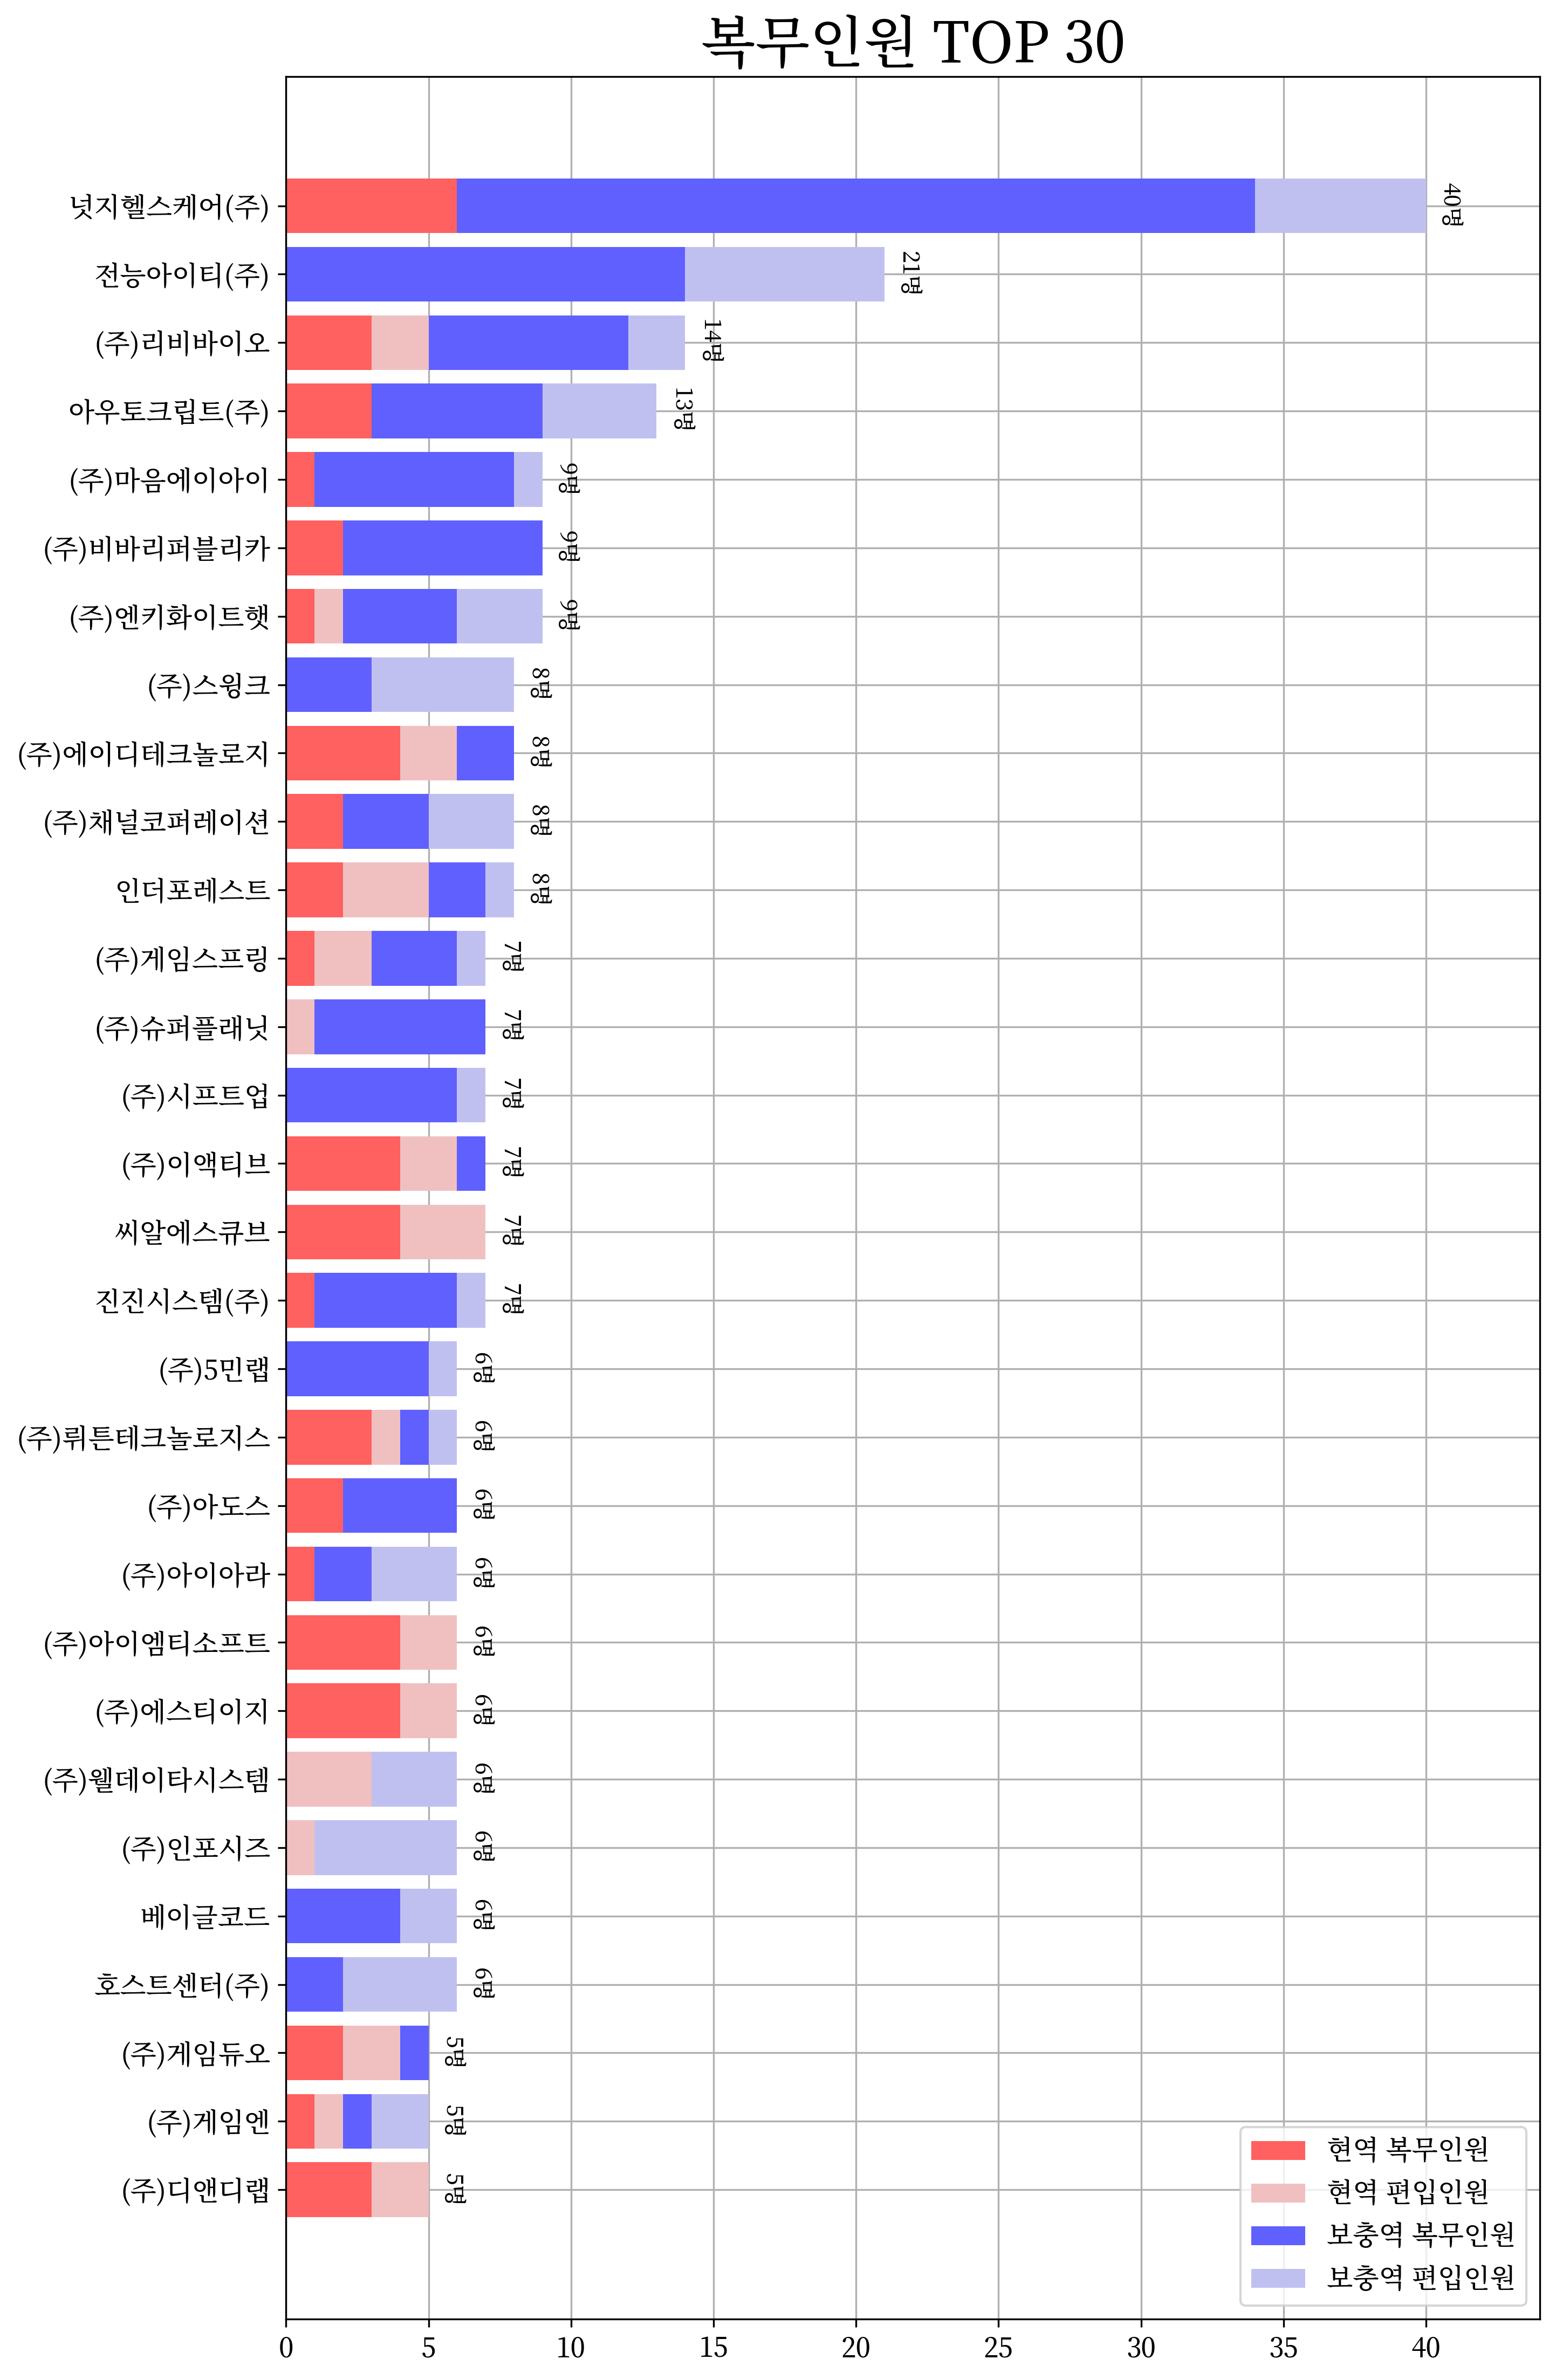 복무인원 TOP 30
넛지헬스케어(주) 40명
전능아이티(주) 21명
(주)리비바이오 14명
아우토크립트(주) 13명
(주)마음에이아이 9명
(주)비바리퍼블리카 9명
(주)엔키화이트햇 9명
(주)스윙크 8명
(주)에이디테크놀로지 8명
(주)채널코퍼레이션 8명
인더포레스트 8명
(주)게임스프링 7명
(주)슈퍼플래닛 7명
(주)시프트업 7명
(주)이액티브 7명
씨알에스큐브 7명
진진시스템(주) 7명
(주)5민랩 6명
(주)뤼튼테크놀로지스 6명
(주)아도스 6명
(주)아이아라 6명
(주)아이엠티소프트 6명
(주)에스티이지 6명
(주)웰데이타시스템 6명
(주)인포시즈 6명
베이글코드 6명
호스트센터(주) 6명
(주)게임듀오 5명
(주)게임엔 5명
(주)디앤디랩 5명
현역 복무인원
현역 편입인원
보충역 복무인원
보충역 편입인원
0 5 10 15 20 25 30 35 40